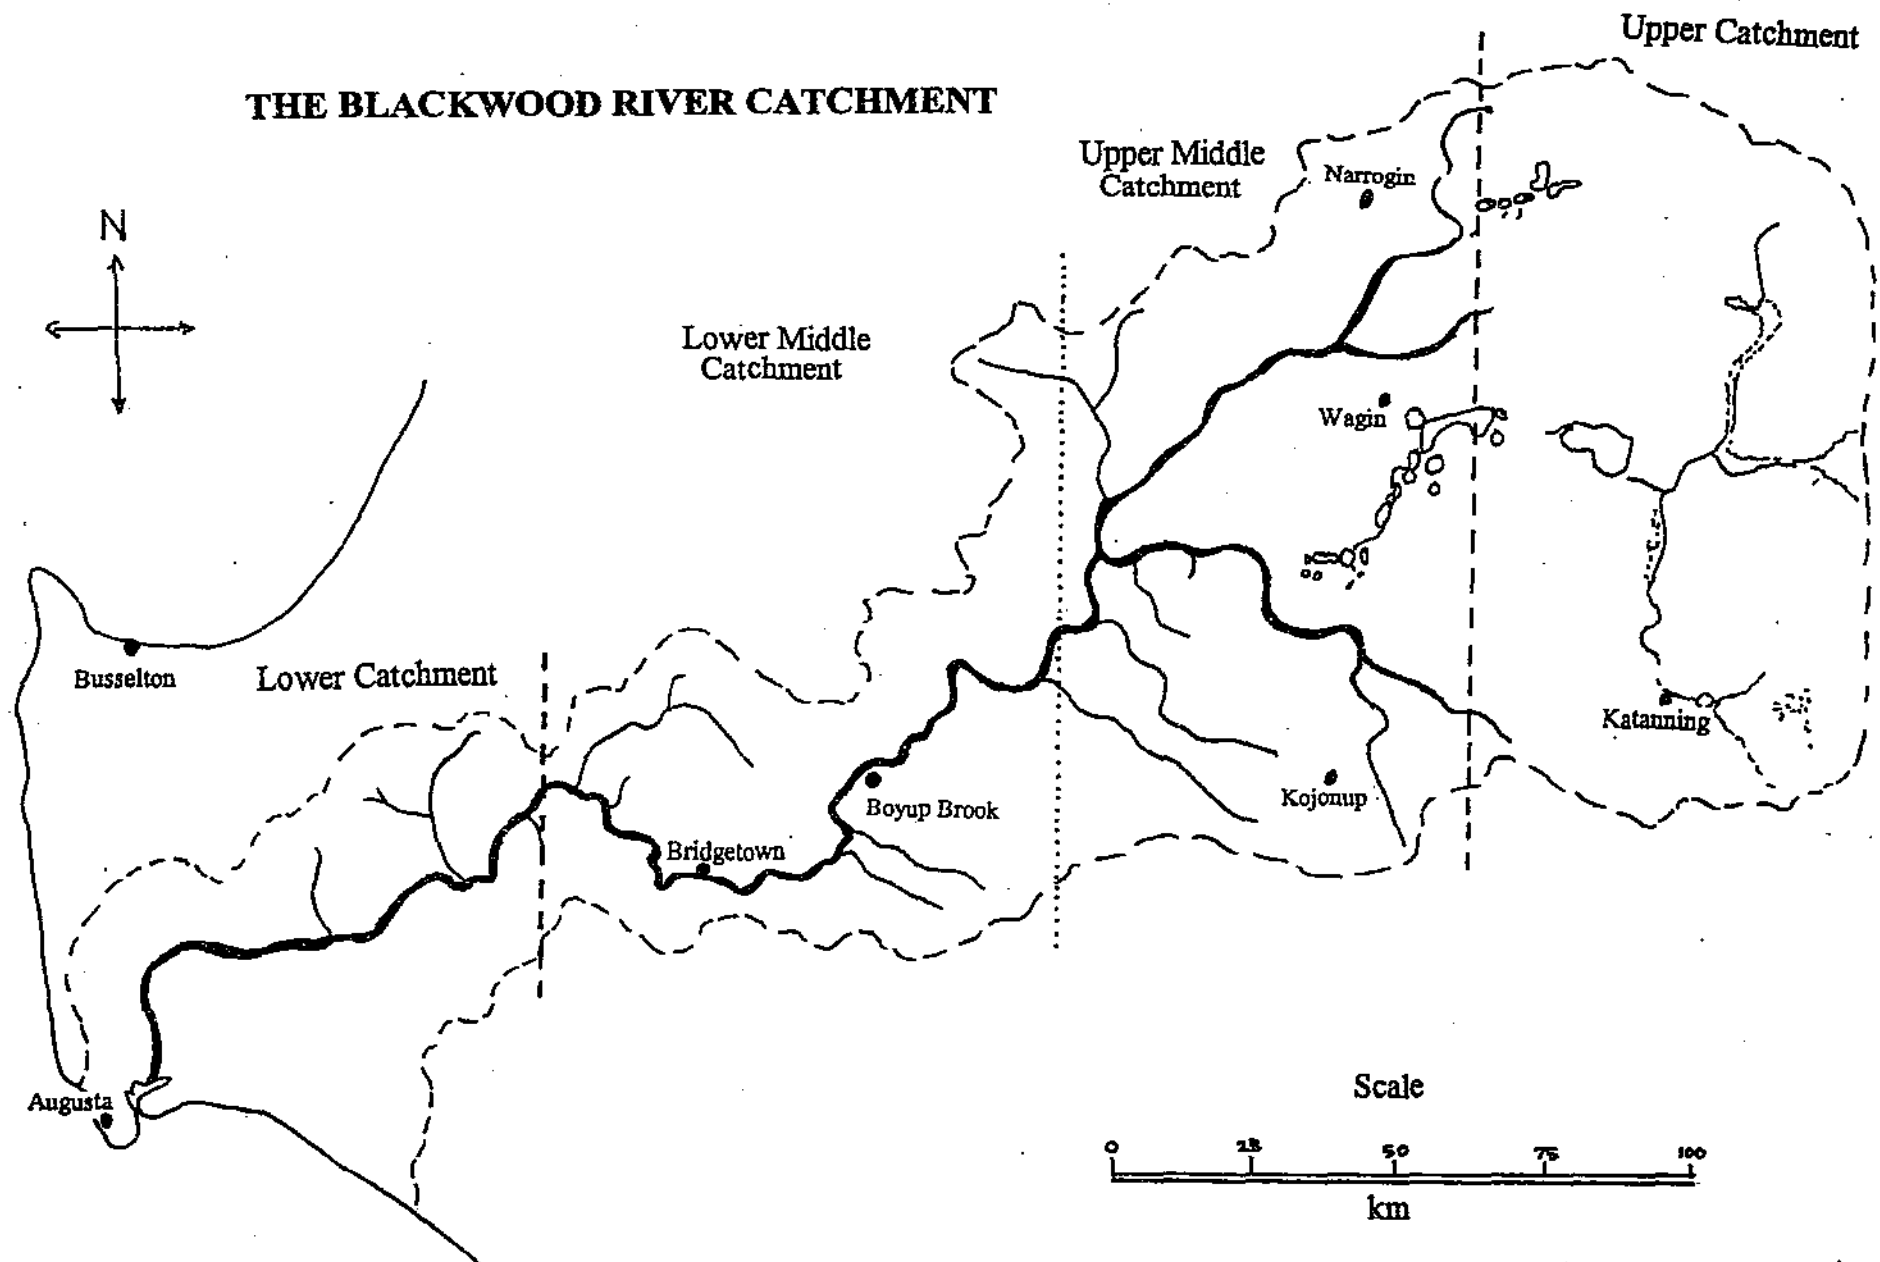 Upper Catchment
THE BLACKWOOD RIVER CATCHMENT
Upper Middle
Catchment
Narrogin
N
Lower Middle
Catchment
Wagin
Busselton
Lower Catchment
Katanning
Kojonup
Boyup Brook
Bridgetown
Augusta
Scale
0 25 50 75 100
km